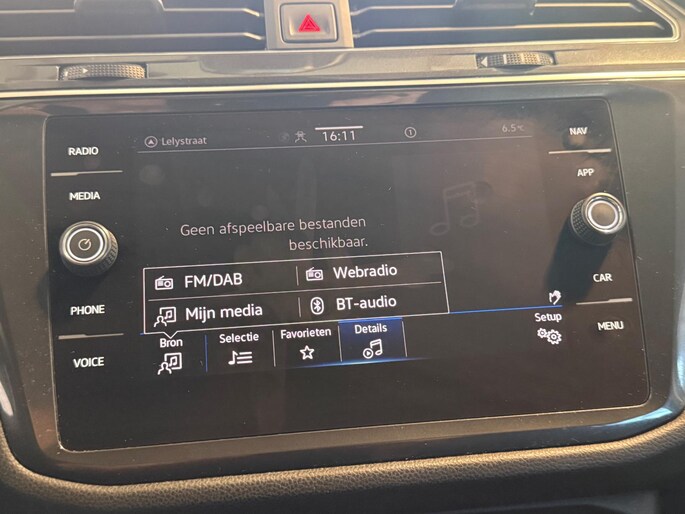 RADIO
MEDIA
PHONE
VOICE
Lelystraat
16:11
1
6.5°C
Geen afspeelbare bestanden
beschikbaar.
FM/DAB
Webradio
Mijn media
BT-audio
Bron
Selectie
Favorieten
Details
Setup
NAV
APP
CAR
MENU